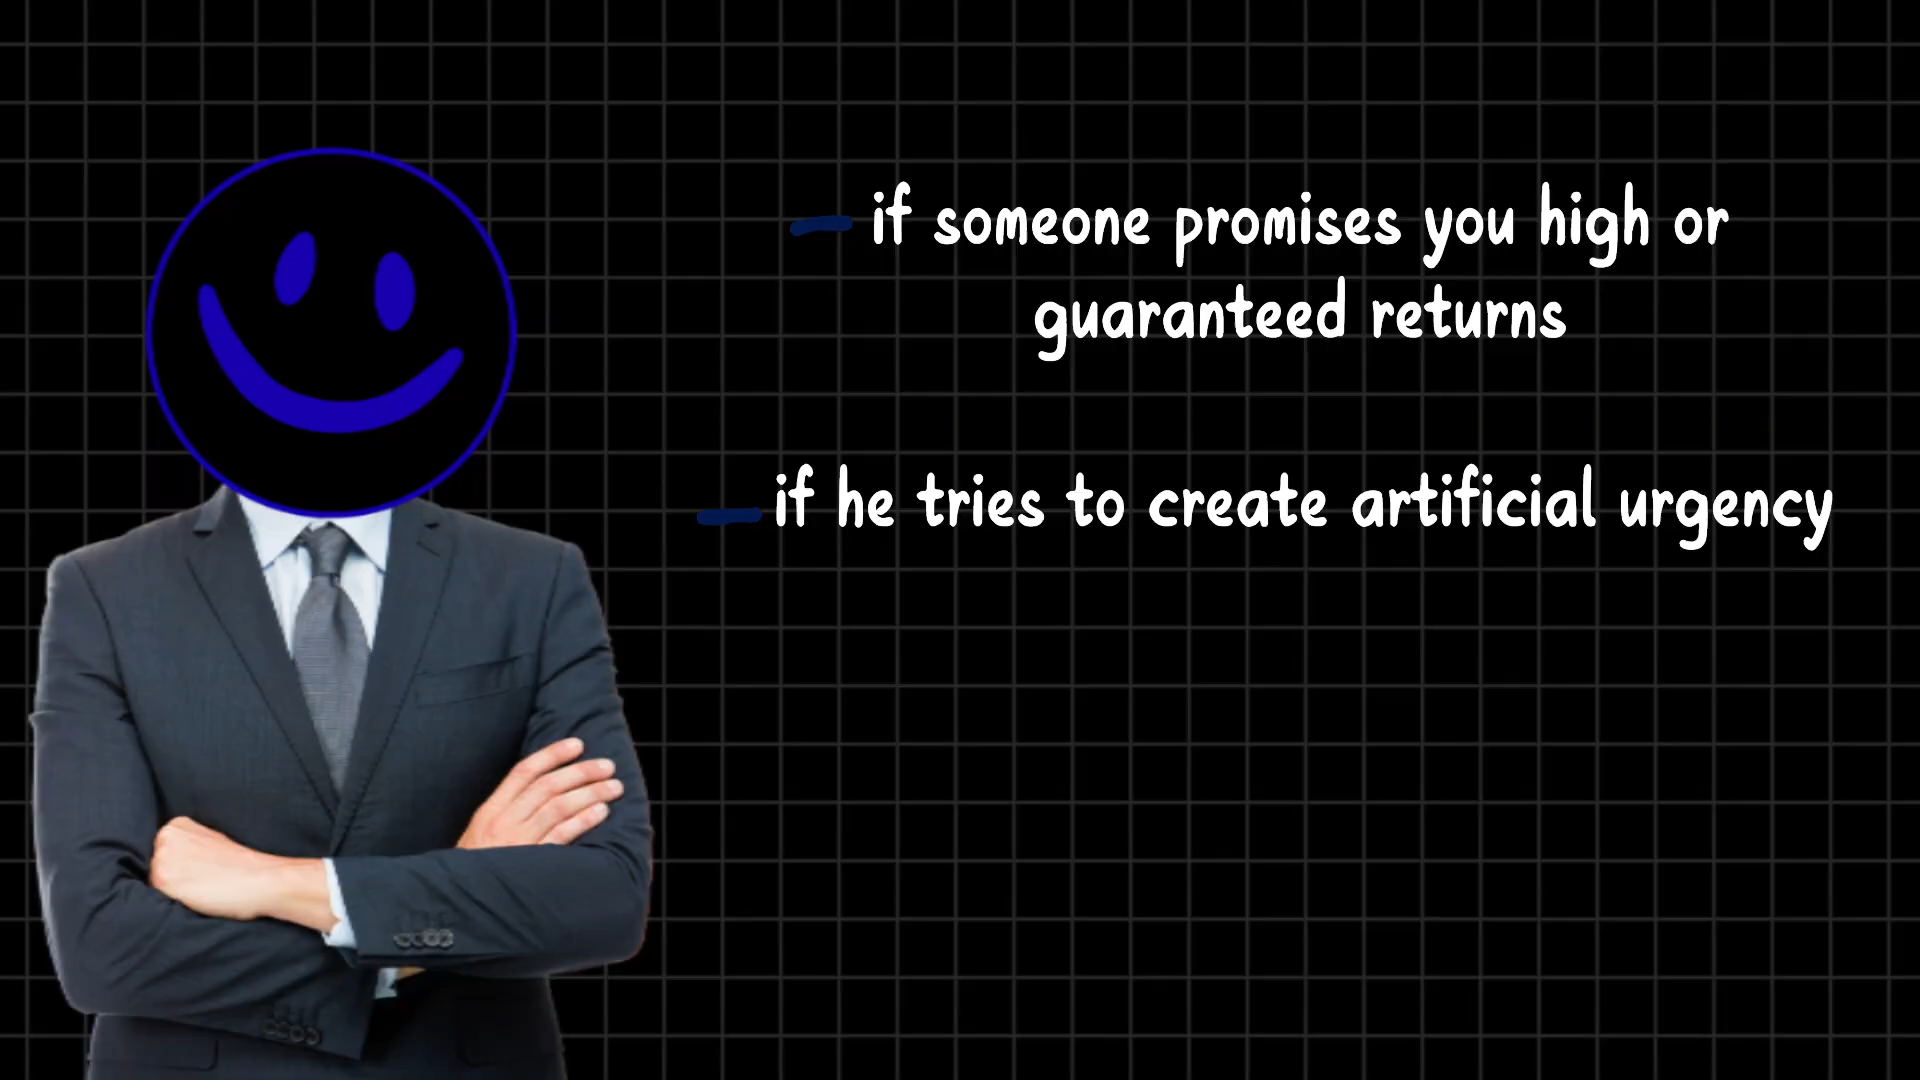 if someone promises you high or
guaranteed returns
if he tries to create artificial urgency